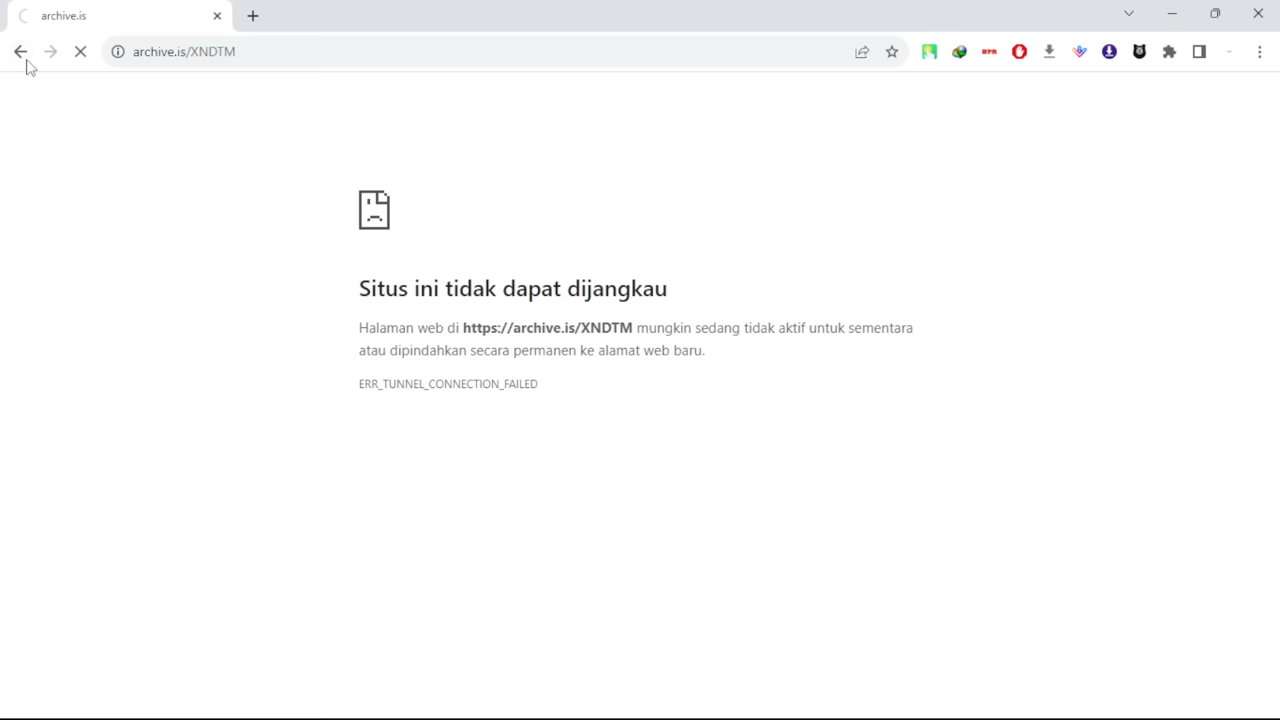 archive.is
archive.is/XNDTM
BPR
Situs ini tidak dapat dijangkau
Halaman web di https://archive.is/XNDTM mungkin sedang tidak aktif untuk sementara
atau dipindahkan secara permanen ke alamat web baru.
ERR_TUNNEL_CONNECTION_FAILED